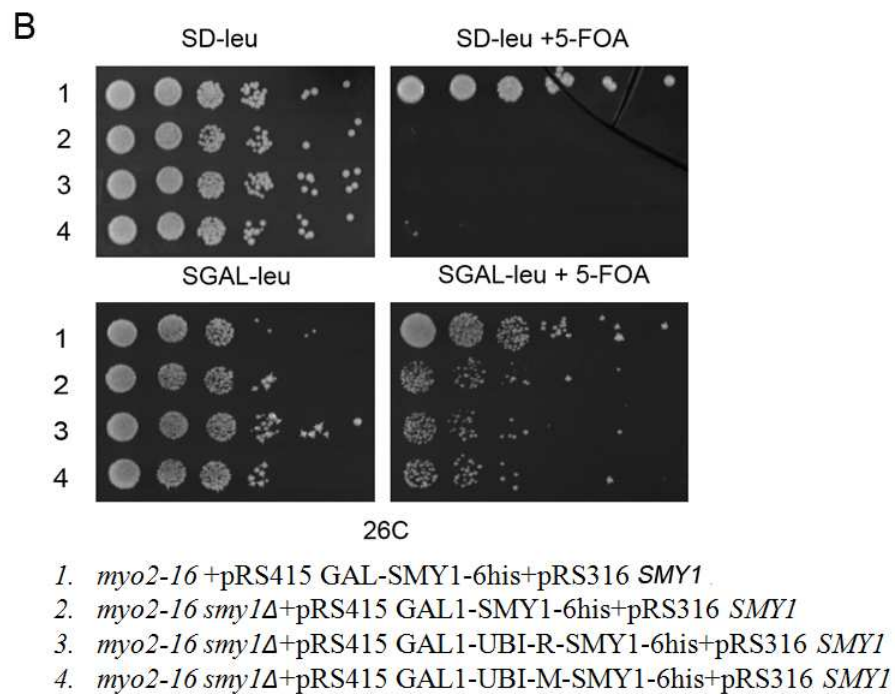 B
SD-leu SD-leu +5-FOA
1
2
3
4
SGAL-leu SGAL-leu + 5-FOA
1
2
3
4
26C
1. myo2-16 +pRS415 GAL-SMY1-6his+pRS316 SMY1
2. myo2-16 smy1Δ+pRS415 GAL1-SMY1-6his+pRS316 SMY1
3. myo2-16 smy1Δ+pRS415 GAL1-UBI-R-SMY1-6his+pRS316 SMY1
4. myo2-16 smy1Δ+pRS415 GAL1-UBI-M-SMY1-6his+pRS316 SMY1